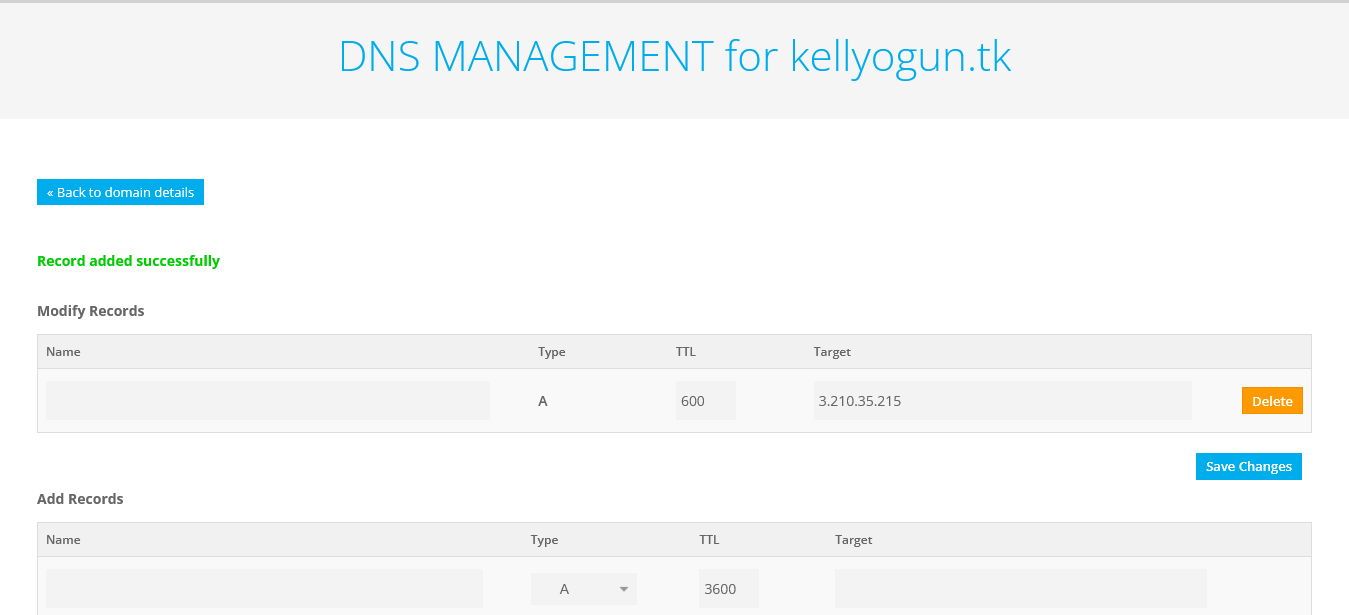 DNS MANAGEMENT for kellyogun.tk
« Back to domain details
Record added successfully
Modify Records
Name Type TTL Target
A 600 3.210.35.215 Delete
Save Changes
Add Records
Name Type TTL Target
A 3600